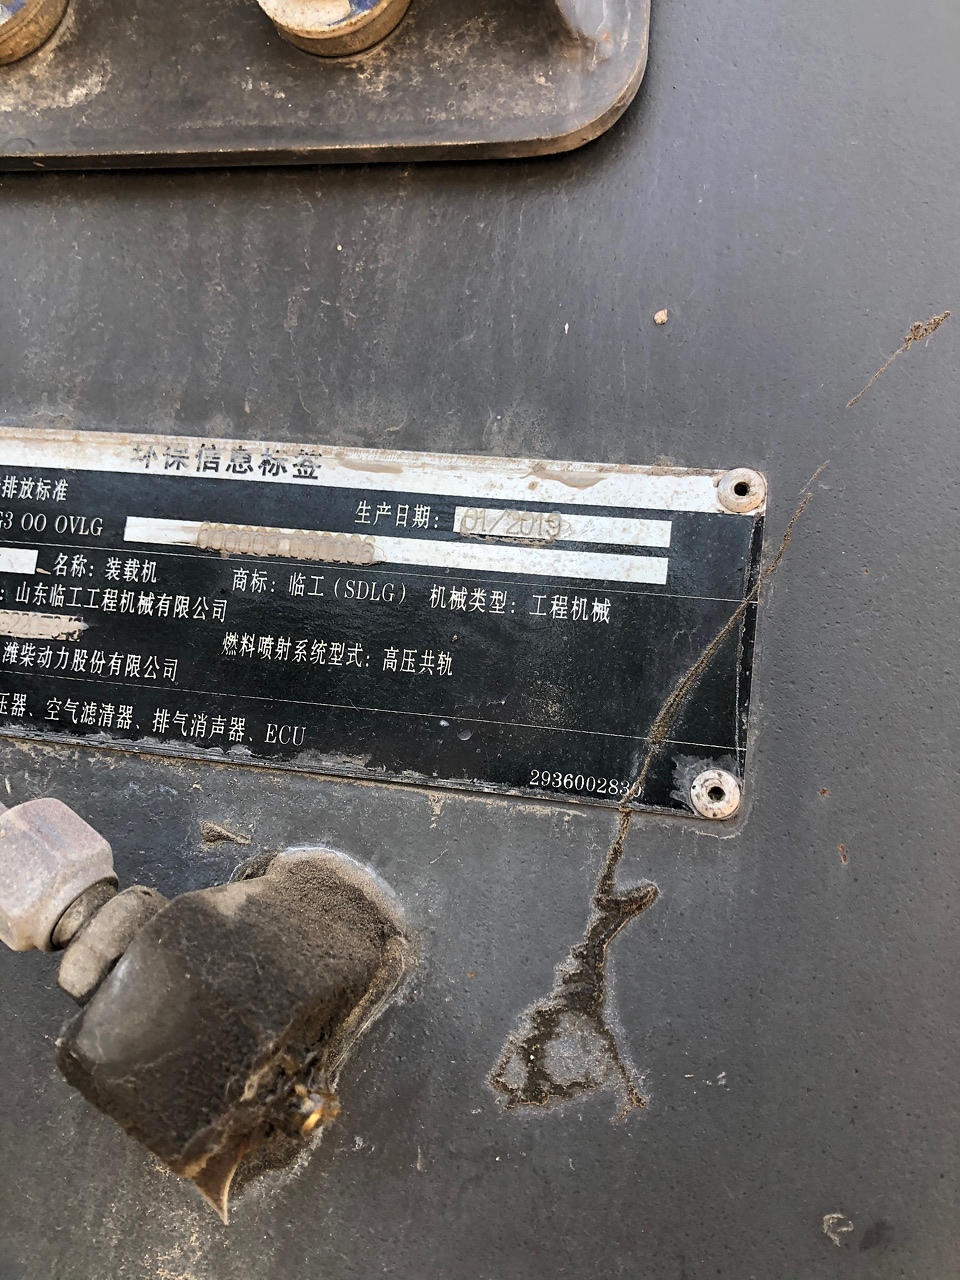 环保信息标签
排放标准
G3 00 0VLG
生产日期: 01/2019
000009 000006
名称: 装载机 商标: 临工 (SDLG) 机械类型: 工程机械
: 山东临工工程机械有限公司
潍柴动力股份有限公司 燃料喷射系统型式: 高压共轨
压器、空气滤清器、排气消声器、ECU
2936002830